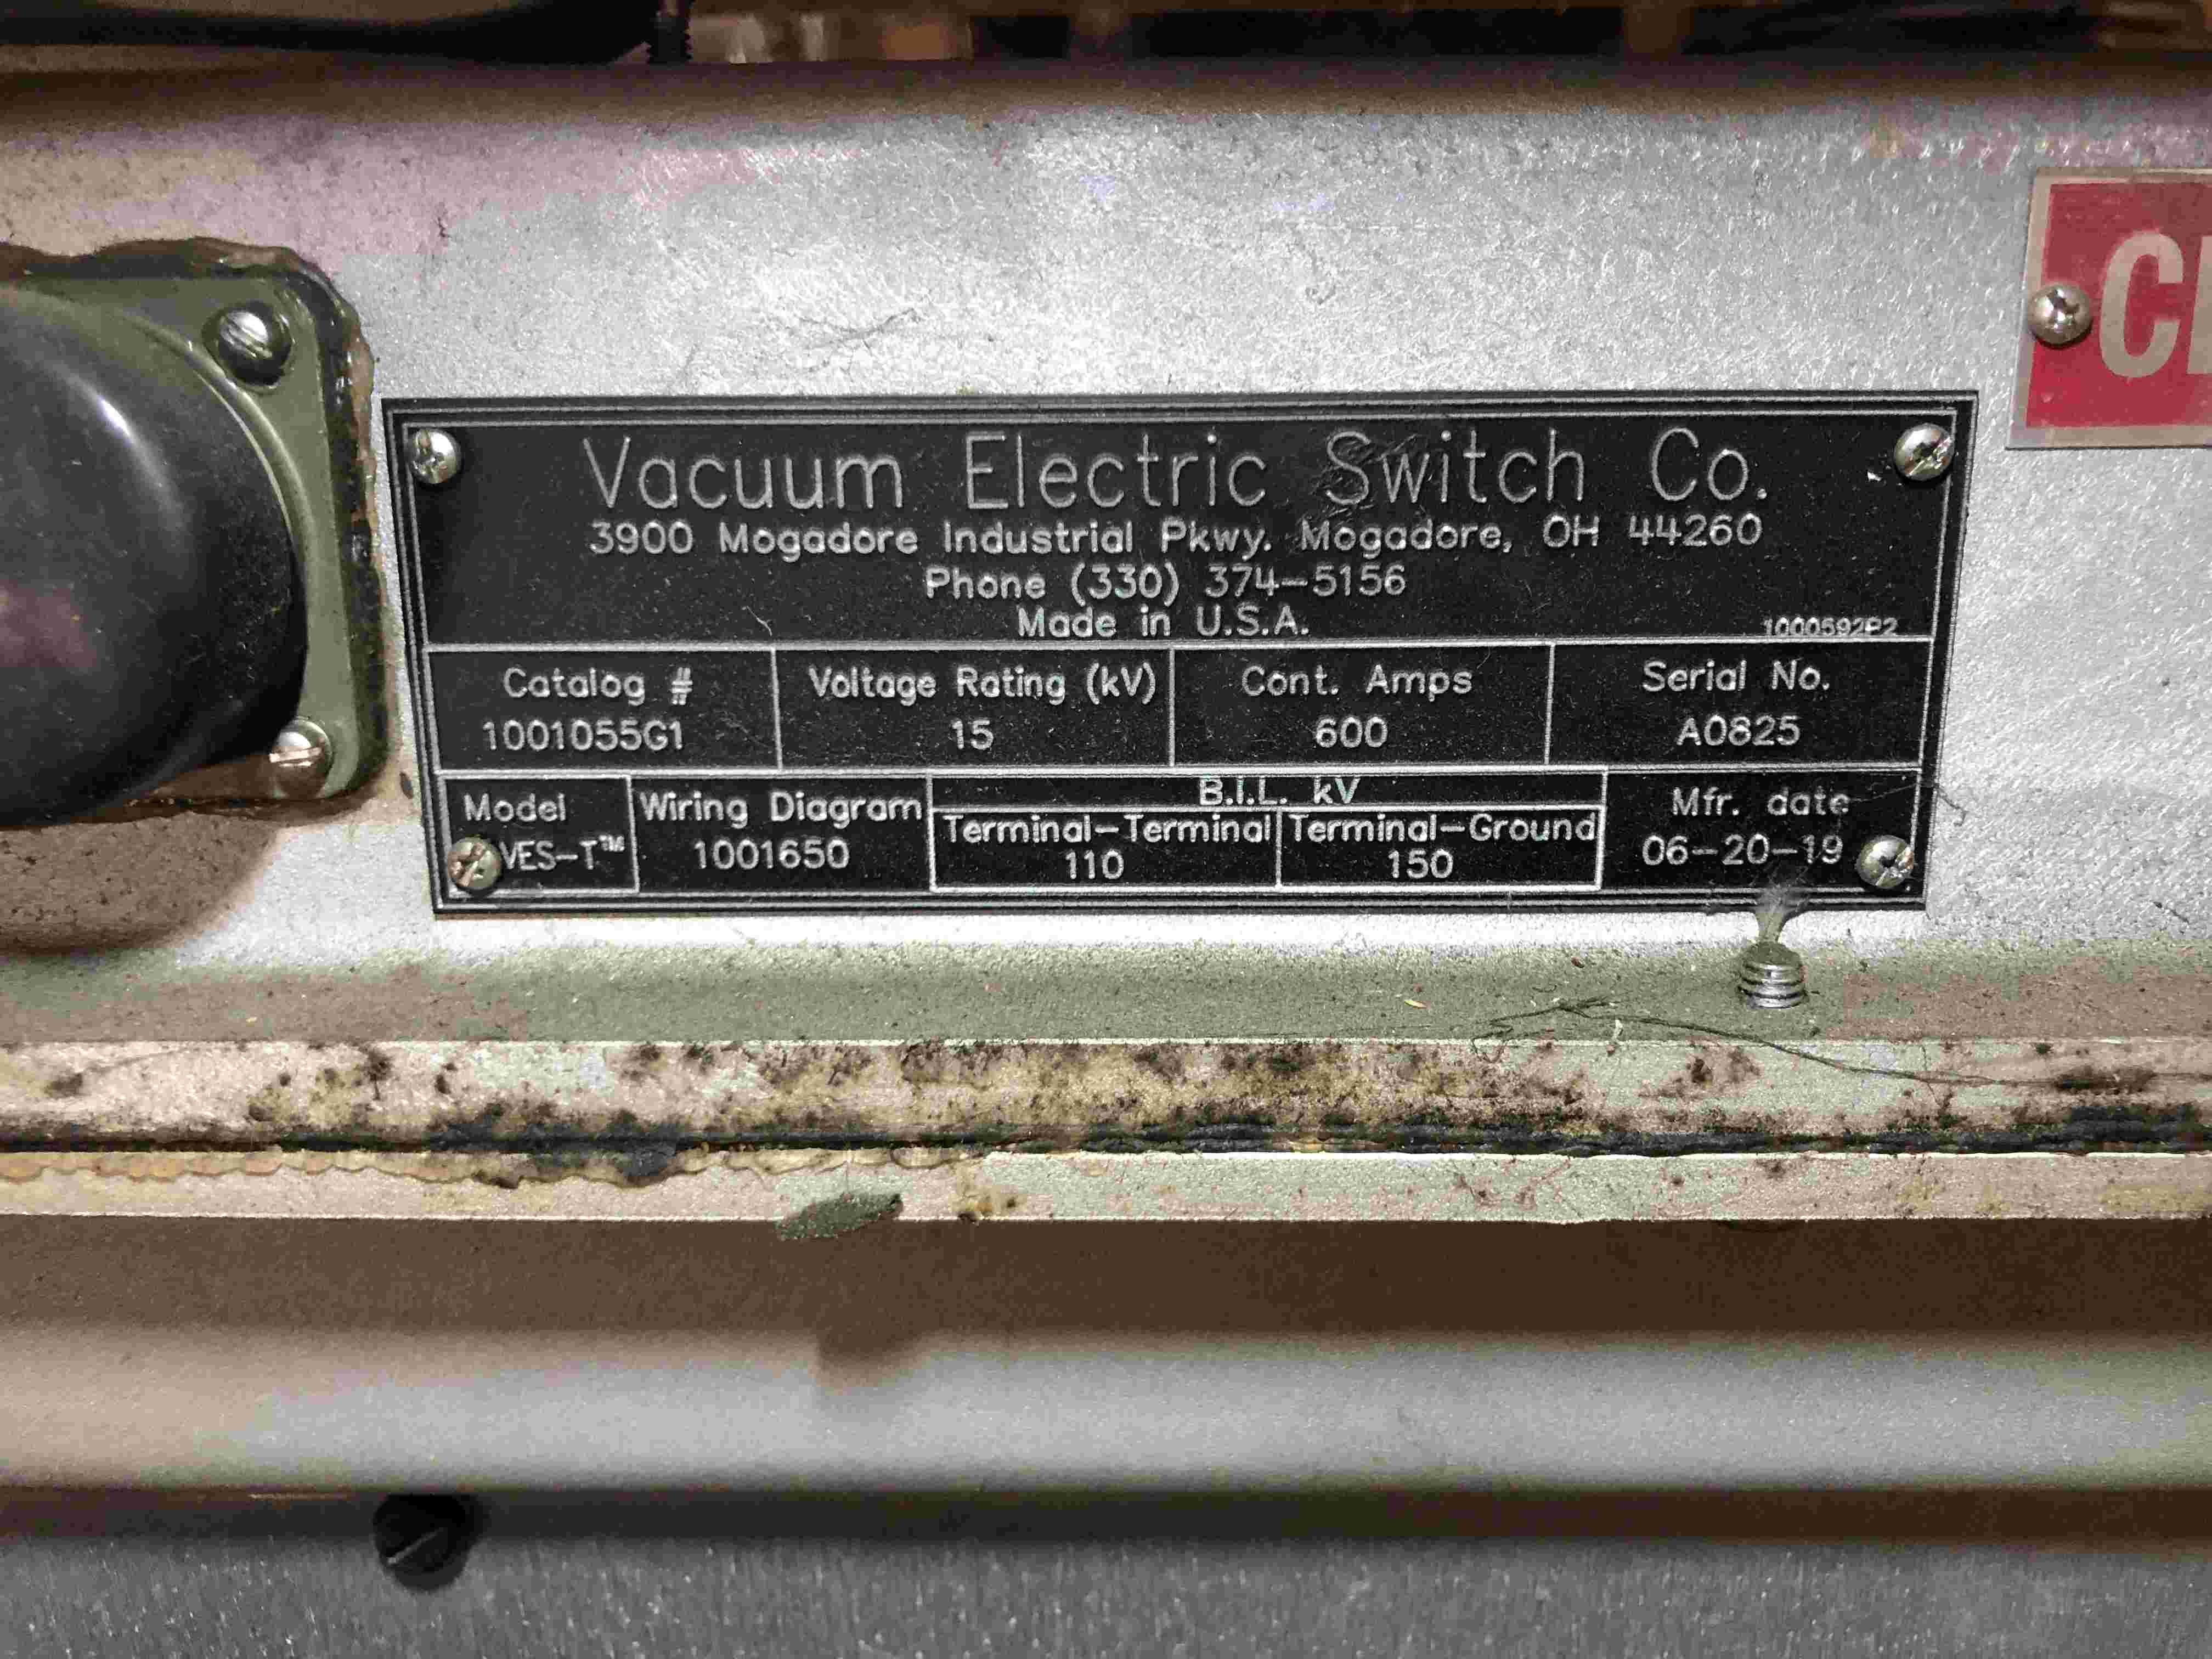 Vacuum Electric Switch Co.
3900 Mogadore Industrial Pkwy. Mogadore, OH 44260
Phone (330) 374-5156
Made in U.S.A.
1000592P2
Catalog # Voltage Rating (kV) Cont. Amps Serial No.
1001055G1 15 600 A0825
Model Wiring Diagram B.I.L. kV Mfr. date
Terminal-Terminal Terminal-Ground
VES-T™ 1001650 110 150 06-20-19